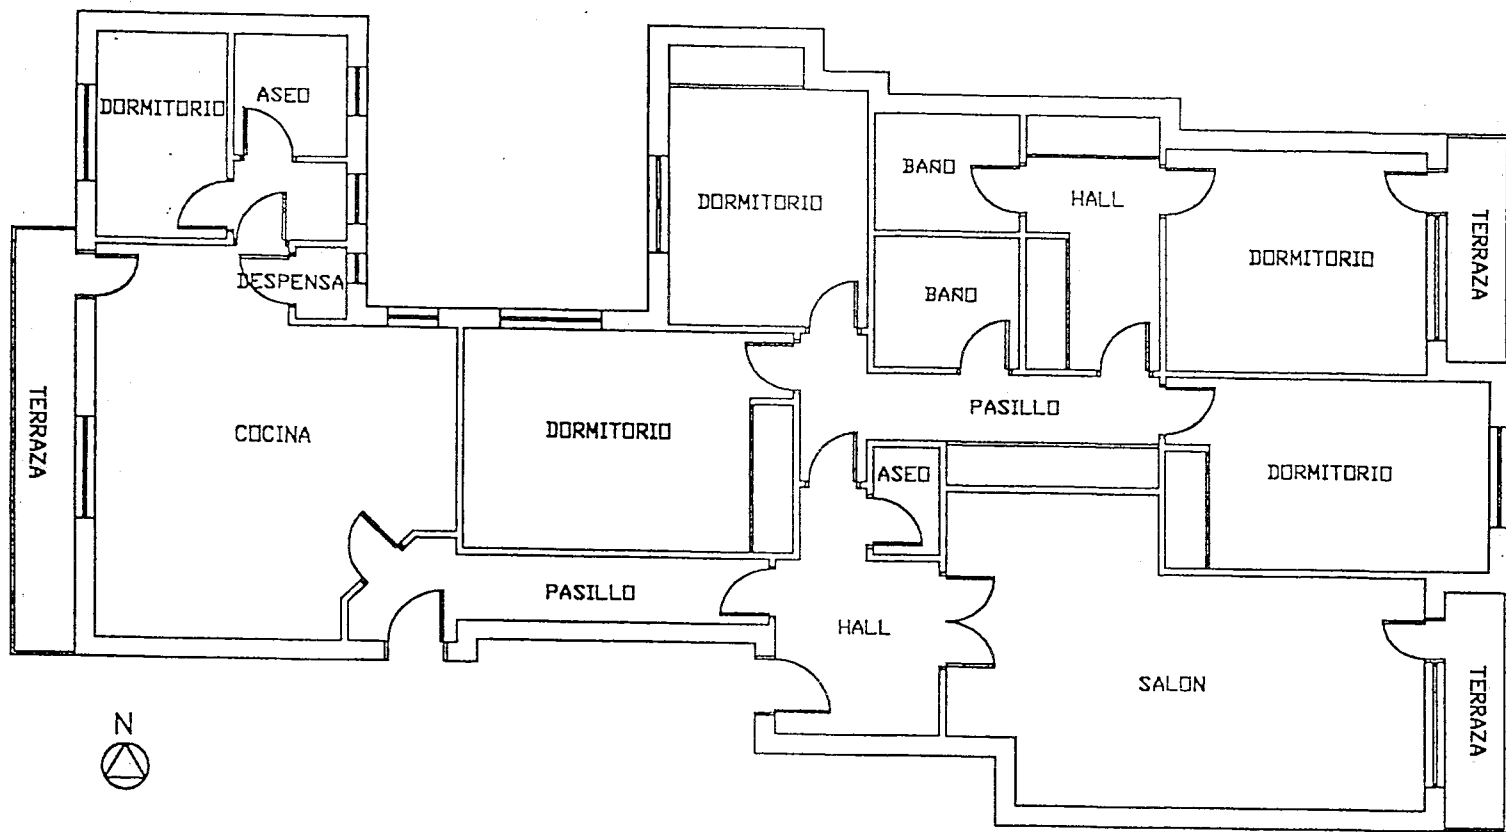 DORMITORIO
ASEO
DESPENSA
TERRAZA
COCINA
DORMITORIO
PASILLO
DORMITORIO
BAÑO
BAÑO
HALL
DORMITORIO
TERRAZA
PASILLO
ASEO
DORMITORIO
HALL
SALON
TERRAZA
N